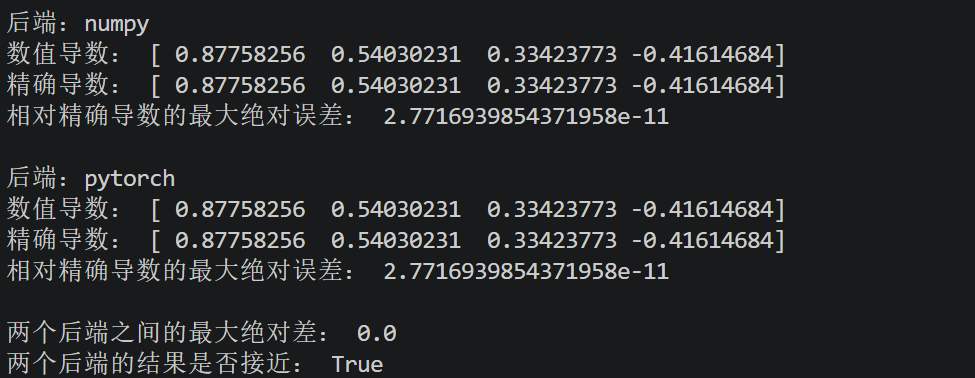 后端：numpy
数值导数： [ 0.87758256  0.54030231  0.33423773 -0.41614684]
精确导数： [ 0.87758256  0.54030231  0.33423773 -0.41614684]
相对精确导数的最大绝对误差： 2.7716939854371958e-11
后端：pytorch
数值导数： [ 0.87758256  0.54030231  0.33423773 -0.41614684]
精确导数： [ 0.87758256  0.54030231  0.33423773 -0.41614684]
相对精确导数的最大绝对误差： 2.7716939854371958e-11
两个后端之间的最大绝对差： 0.0
两个后端的结果是否接近： True